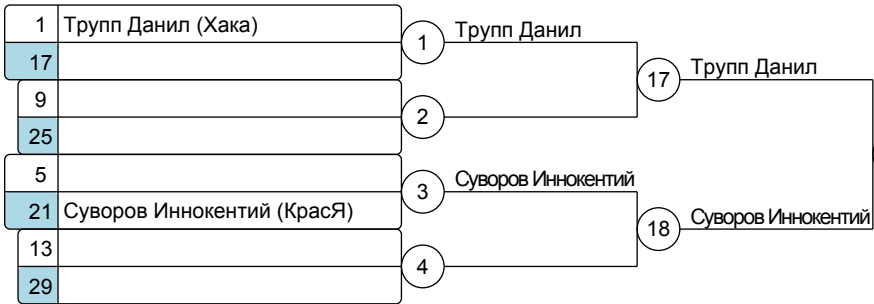 1 Трупп Данил (Хака)
17
1 Трупп Данил
9
25
2
17 Трупп Данил
5
21 Суворов Иннокентий (КрасЯ)
3 Суворов Иннокентий
13
29
4
18 Суворов Иннокентий